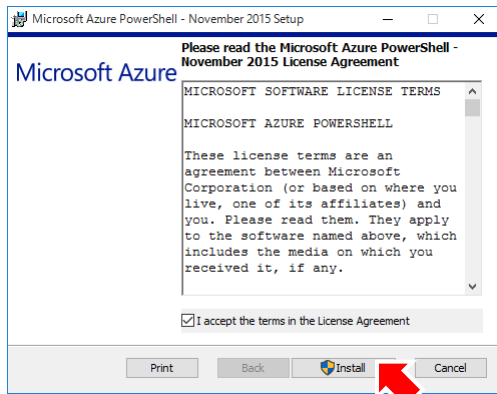 Microsoft Azure PowerShell - November 2015 Setup
Microsoft Azure
Please read the Microsoft Azure PowerShell -
November 2015 License Agreement
MICROSOFT SOFTWARE LICENSE TERMS
MICROSOFT AZURE POWERSHELL
These license terms are an
agreement between Microsoft
Corporation (or based on where you
live, one of its affiliates) and
you. Please read them. They apply
to the software named above, which
includes the media on which you
received it, if any.
I accept the terms in the License Agreement
Print
Back
Install
Cancel